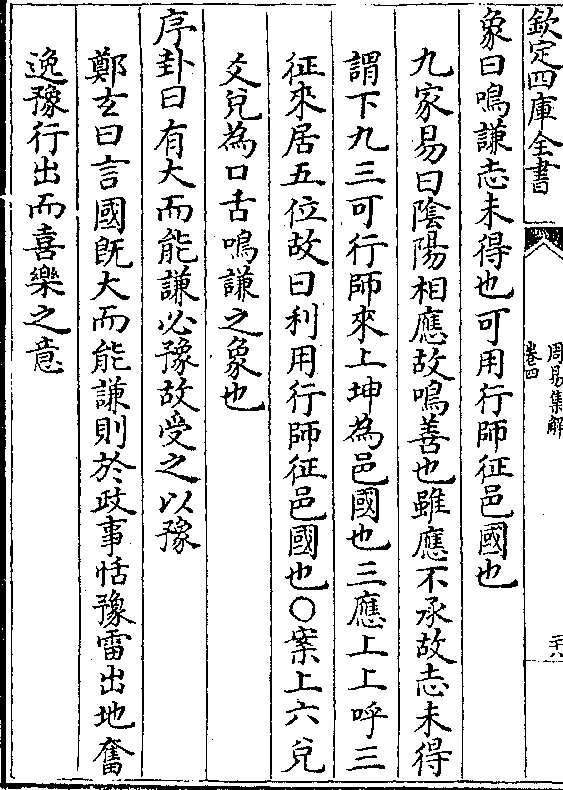 欽定四庫全書
周易集解
卷四
二十八
象曰鳴謙志未得也可用行師征邑國也
九家易曰陰陽相應故鳴善也雖應不承故志未得
謂下九三可行師來上坤為邑國也三應上上呼三
征來居五位故曰利用行師征邑國也○案上六兌
爻兌為口舌鳴謙之象也
序卦曰有大而能謙必豫故受之以豫
鄭玄曰言國既大而能謙則於政事恬豫雷出地奮
逸豫行出而喜樂之意